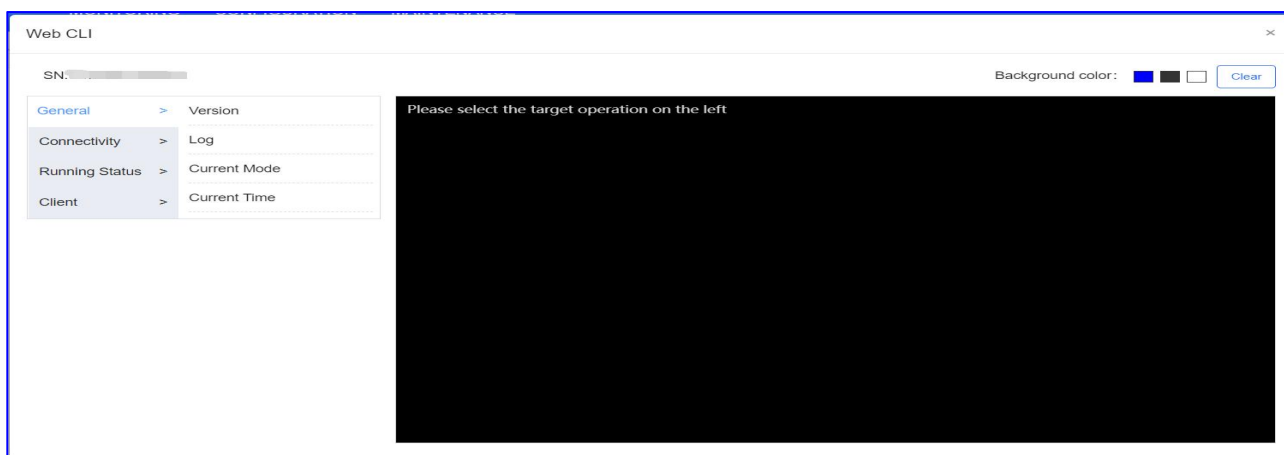 Web CLI ×
SN:
Background color: Clear
General > Version
Connectivity > Log
Running Status > Current Mode
Client > Current Time
Please select the target operation on the left